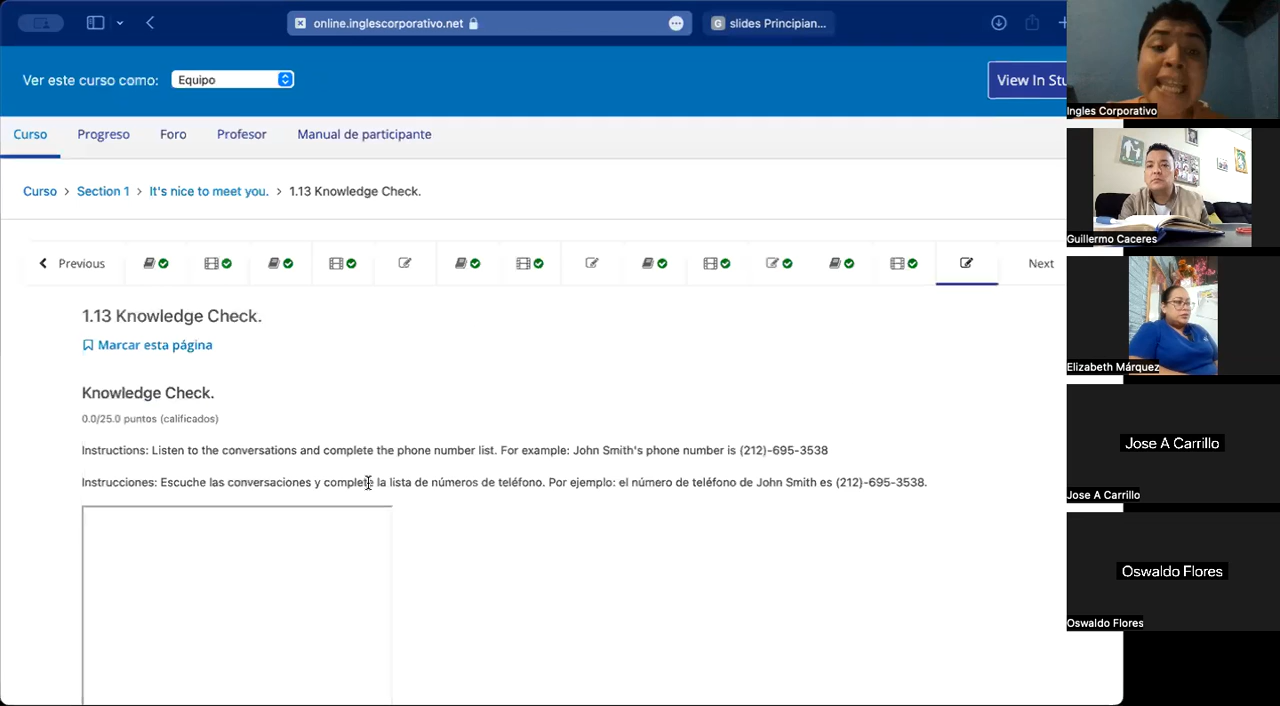 online.inglescorporativo.net
G slides Principian...
Ver este curso como:
Equipo
View In Stu
Curso
Progreso
Foro
Profesor
Manual de participante
Curso > Section 1 > It's nice to meet you. > 1.13 Knowledge Check.
Previous
Next
1.13 Knowledge Check.
Marcar esta página
Knowledge Check.
0.0/25.0 puntos (calificados)
Instructions: Listen to the conversations and complete the phone number list. For example: John Smith's phone number is (212)-695-3538
Instrucciones: Escuche las conversaciones y complete la lista de números de teléfono. Por ejemplo: el número de teléfono de John Smith es (212)-695-3538.
Ingles Corporativo
Guillermo Caceres
Elizabeth Márquez
Jose A Carrillo
Jose A Carrillo
Oswaldo Flores
Oswaldo Flores